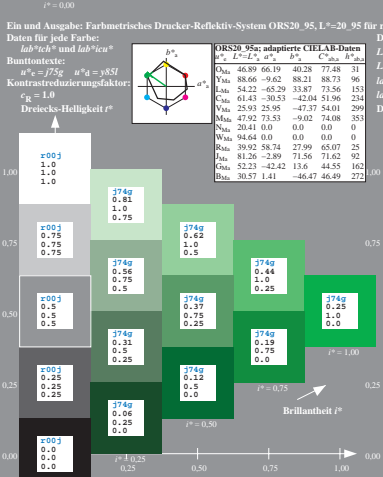 i* = 0,00
Ein und Ausgabe: Farbmetrisches Drucker-Reflektiv-System ORS20_95, L*=20_95 für
Daten für jede Farbe:
lab*tch* und lab*icu*
Bunttontexte:
u*e = j75g u*d = y85l
Kontrastreduzierungsfaktor:
cR = 1.0
Dreiecks-Helligkeit t*
b*a
a*a
ORS20_95a; adaptierte CIELAB-Daten
u*e L*=L*a a*a b*a C*ab,a h*ab,a
OMa 46.89 66.19 40.28 77.48 31
YMa 88.66 −9.62 88.21 88.73 96
LMa 54.22 −65.29 33.87 73.56 153
CMa 61.43 −30.53 −42.04 51.96 234
VMa 25.93 25.95 −47.37 54.01 299
MMa 47.92 73.53 −9.02 74.08 353
NMa 20.41 0.0 0.0 0.0 0
WMa 94.64 0.0 0.0 0.0 0
RMa 39.92 58.74 27.99 65.07 25
JMa 81.26 −2.89 71.56 71.62 92
GMa 52.23 −42.42 13.6 44.55 162
BMa 30.57 1.41 −46.47 46.49 272
r00j
1.0
1.0
1.0
1,00
j74g
0.81
1.0
0.75
r00j
0.75
0.75
0.75
j74g
0.62
1.0
0.5
0,75
j74g
0.56
0.75
0.5
j74g
0.44
1.0
0.25
r00j
0.5
0.5
0.5
j74g
0.37
0.75
0.25
j74g
0.25
1.0
0.0
0,50
j74g
0.31
0.5
0.25
j74g
0.19
0.75
0.0
i* = 1,00
r00j
0.25
0.25
0.25
j74g
0.12
0.5
0.0
0,25
i* = 0,75
j74g
0.06
0.25
0.0
Brillantheit i*
i* = 0,50
r00j
0.0
0.0
0.0
0,00
i* = 0,25
0,25
0,50
0,75
1,00